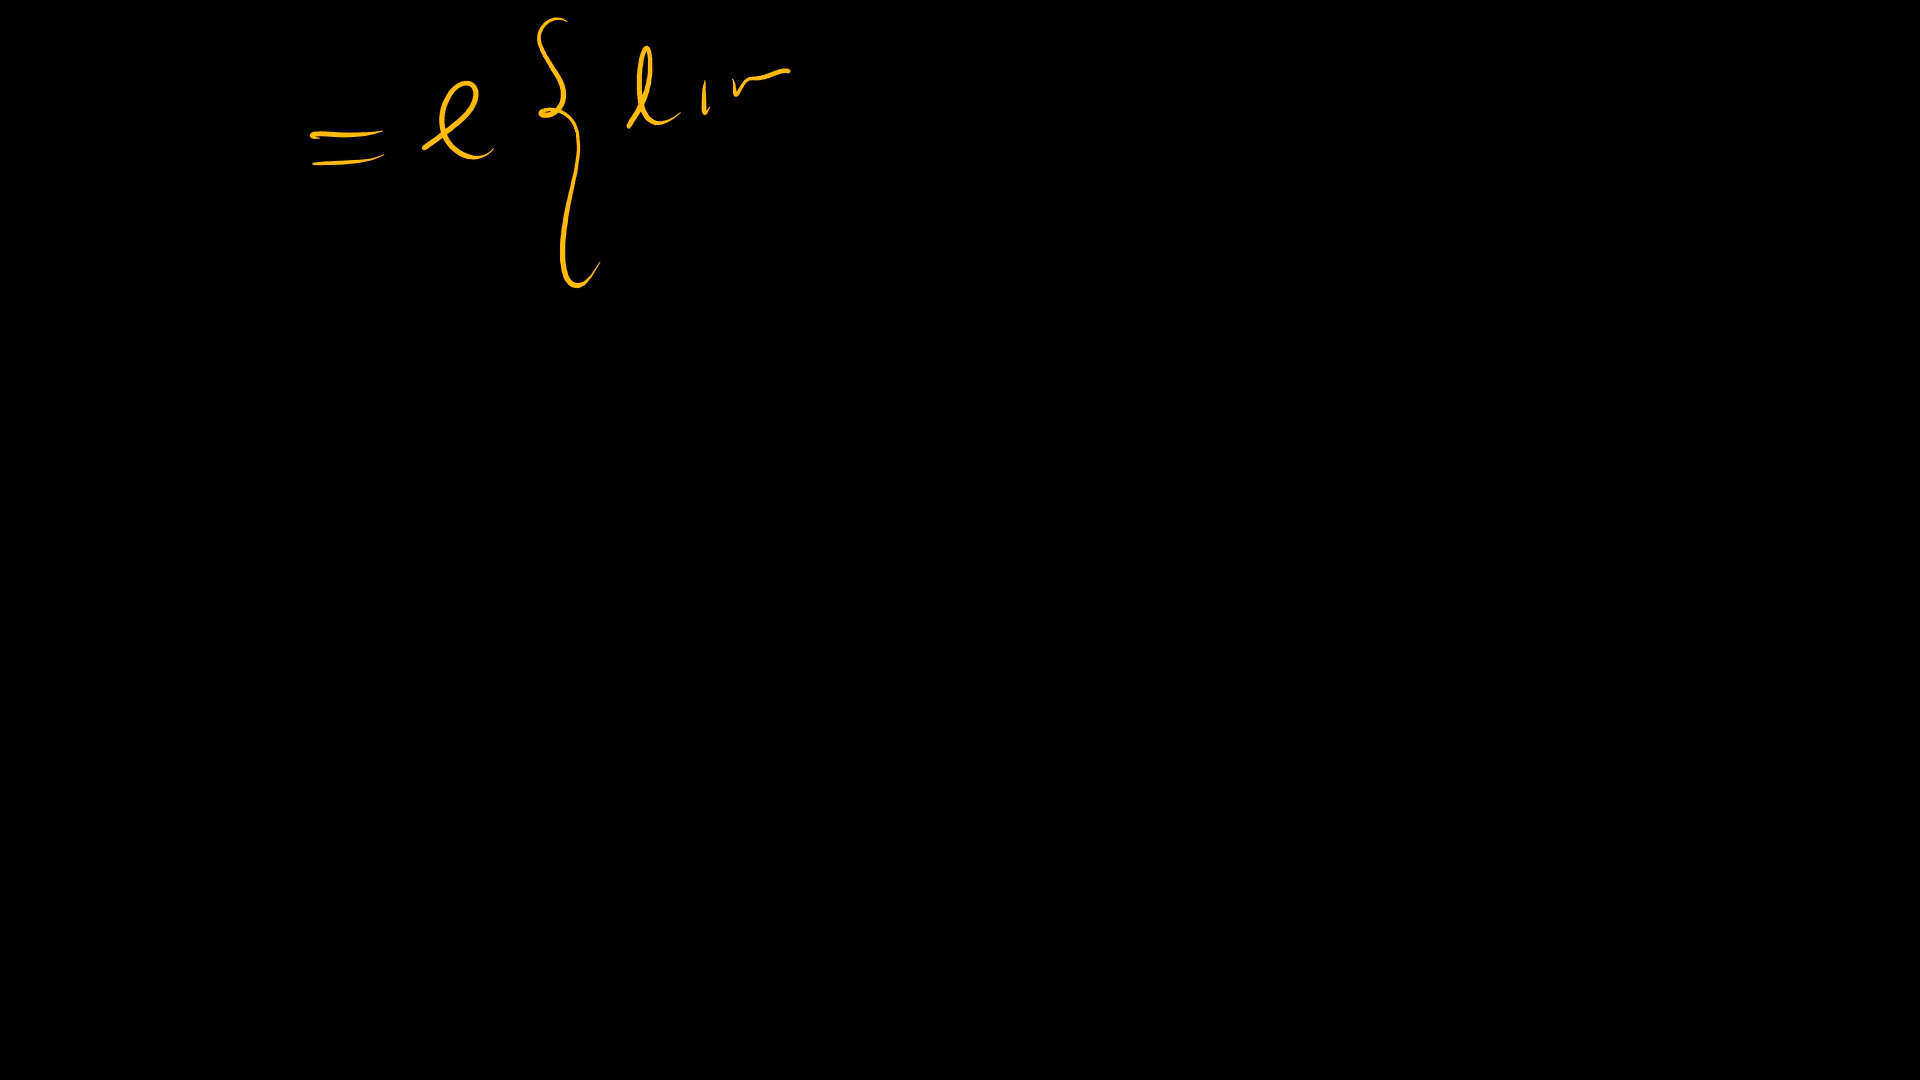 = e { lim